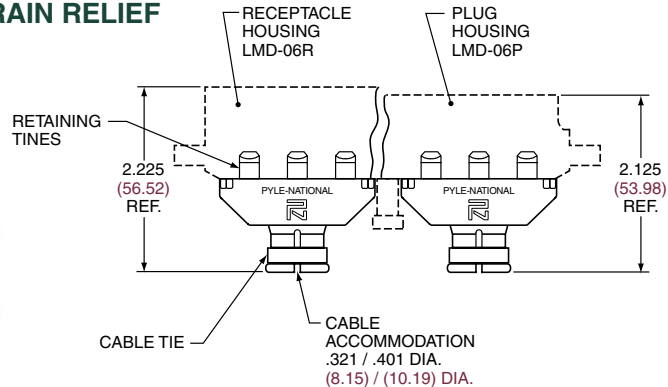 RAIN RELIEF
RECEPTACLE
HOUSING
LMD-06R
PLUG
HOUSING
LMD-06P
RETAINING
TINES
2.225
(56.52)
REF.
2.125
(53.98)
REF.
PYLE-NATIONAL
PYLE-NATIONAL
CABLE TIE
CABLE
ACCOMMODATION
.321 / .401 DIA.
(8.15) / (10.19) DIA.